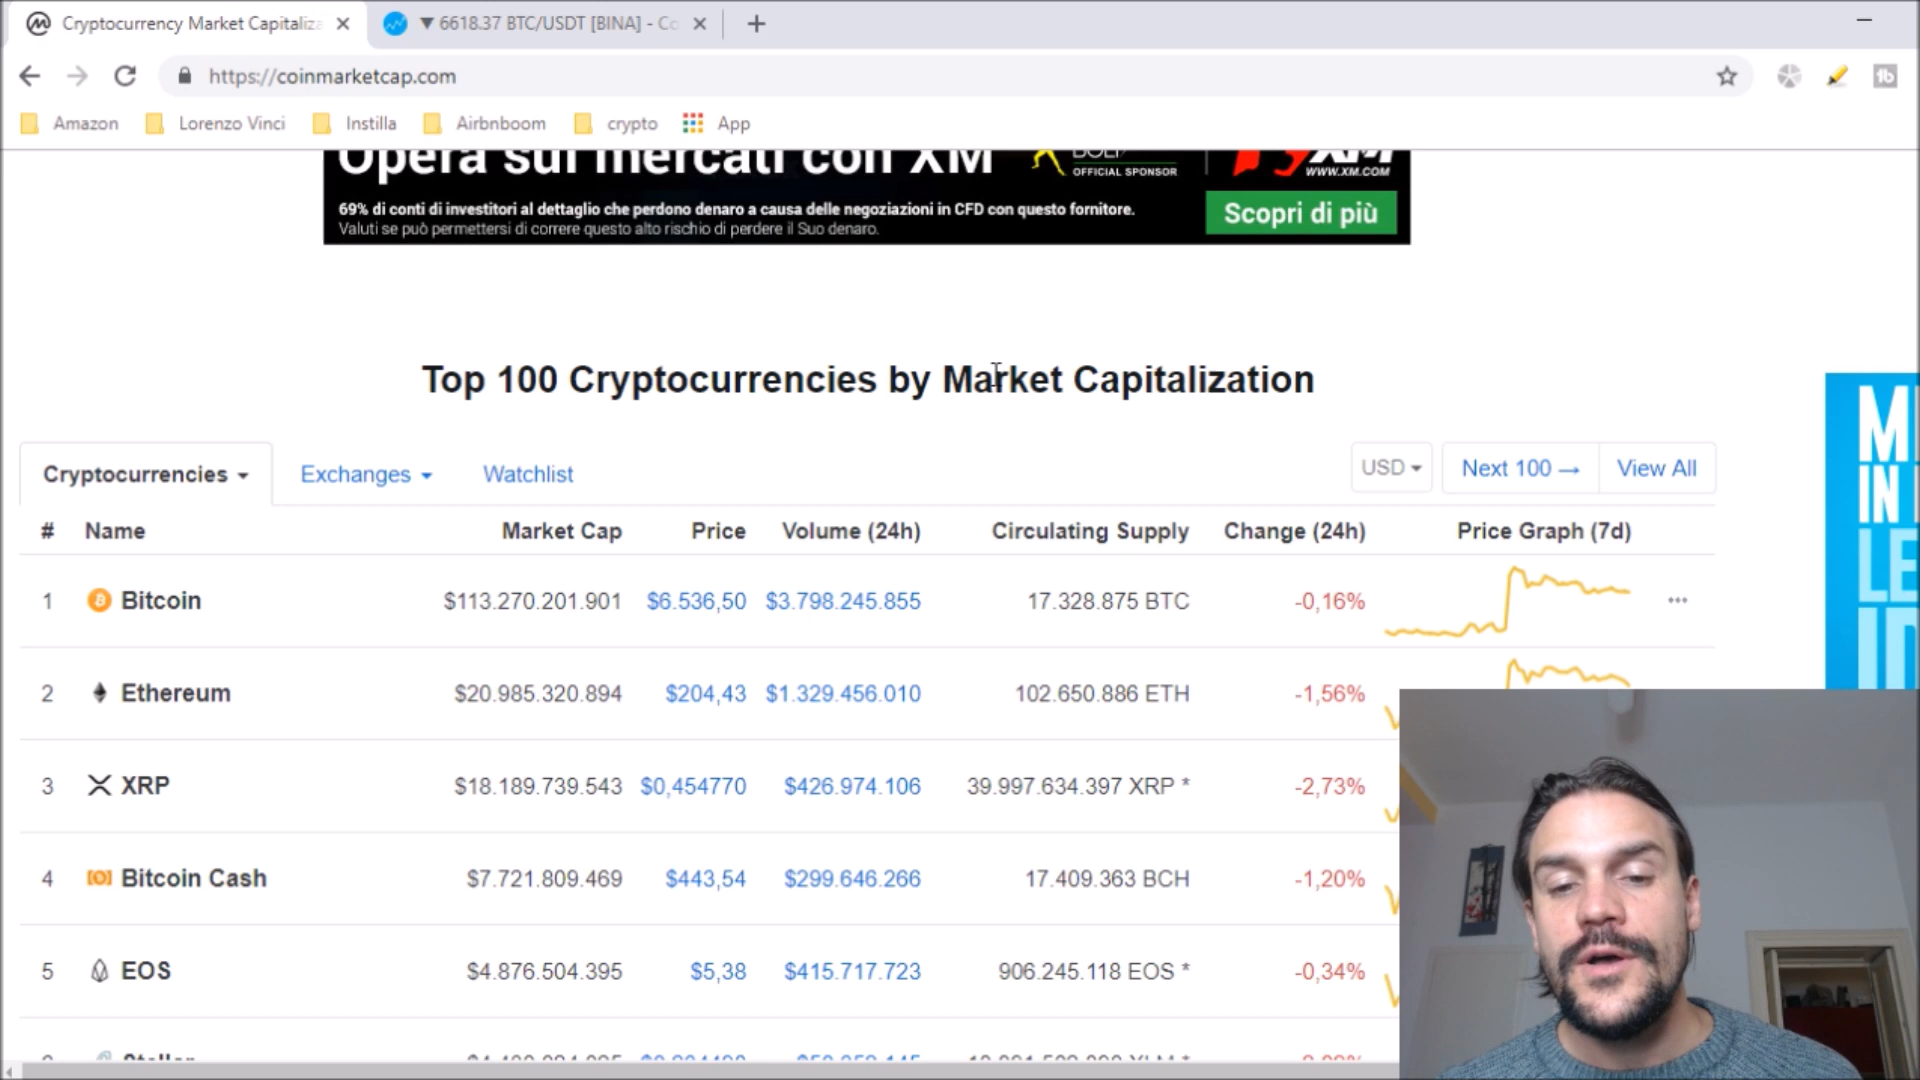 Cryptocurrency Market Capitaliza
▼ 6618.37 BTC/USDT [BINA] - Co
https://coinmarketcap.com
Amazon
Lorenzo Vinci
Instilla
Airbnboom
crypto
App
Opera sui mercati con XM
OFFICIAL SPONSOR
XM
WWW.XM.COM
69% di conti di investitori al dettaglio che perdono denaro a causa delle negoziazioni in CFD con questo fornitore.
Valuti se può permettersi di correre questo alto rischio di perdere il Suo denaro.
Scopri di più
Top 100 Cryptocurrencies by Market Capitalization
Cryptocurrencies Exchanges Watchlist USD Next 100 → View All
# Name Market Cap Price Volume (24h) Circulating Supply Change (24h) Price Graph (7d)
1 Bitcoin $113.270.201.901 $6.536,50 $3.798.245.855 17.328.875 BTC -0,16%
2 Ethereum $20.985.320.894 $204,43 $1.329.456.010 102.650.886 ETH -1,56%
3 XRP $18.189.739.543 $0,454770 $426.974.106 39.997.634.397 XRP * -2,73%
4 Bitcoin Cash $7.721.809.469 $443,54 $299.646.266 17.409.363 BCH -1,20%
5 EOS $4.876.504.395 $5,38 $415.717.723 906.245.118 EOS * -0,34%
IN
LE